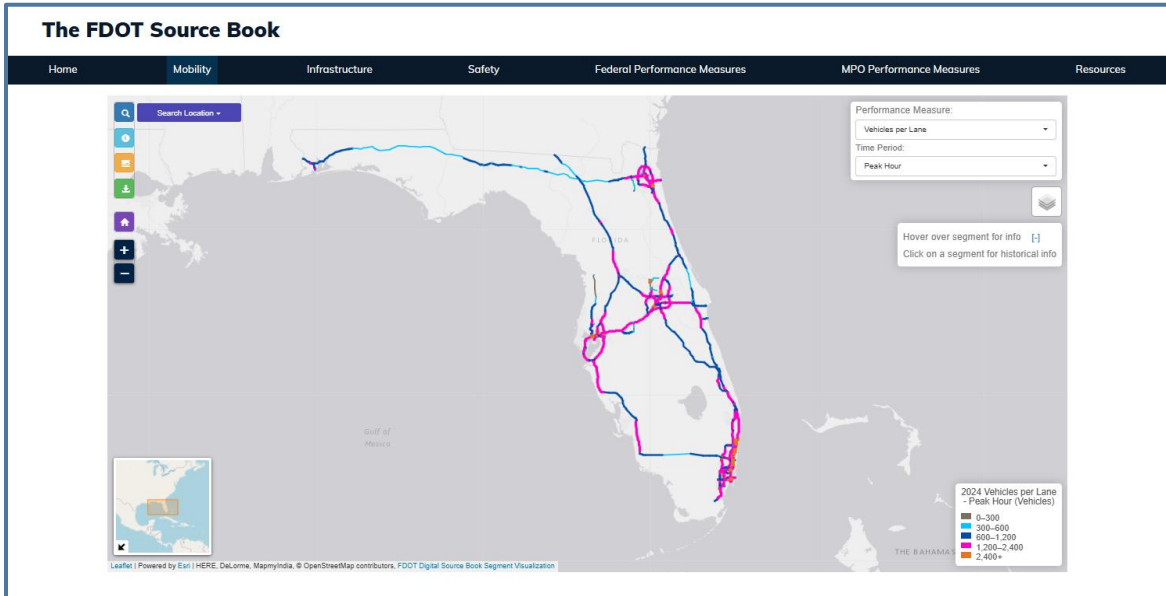 The FDOT Source Book
Home Mobility Infrastructure Safety Federal Performance Measures MPO Performance Measures Resources
Search Location
Performance Measure:
Vehicles per Lane
Time Period:
Peak Hour
Hover over segment for info [-]
Click on a segment for historical info
FLORIDA
Gulf of
Mexico
2024 Vehicles per Lane
- Peak Hour (Vehicles)
0–300
300–600
600–1,200
1,200–2,400
2,400+
THE BAHAMAS
Leaflet | Powered by Esri | HERE, DeLorme, MapmyIndia, © OpenStreetMap contributors, FDOT Digital Source Book Segment Visualization